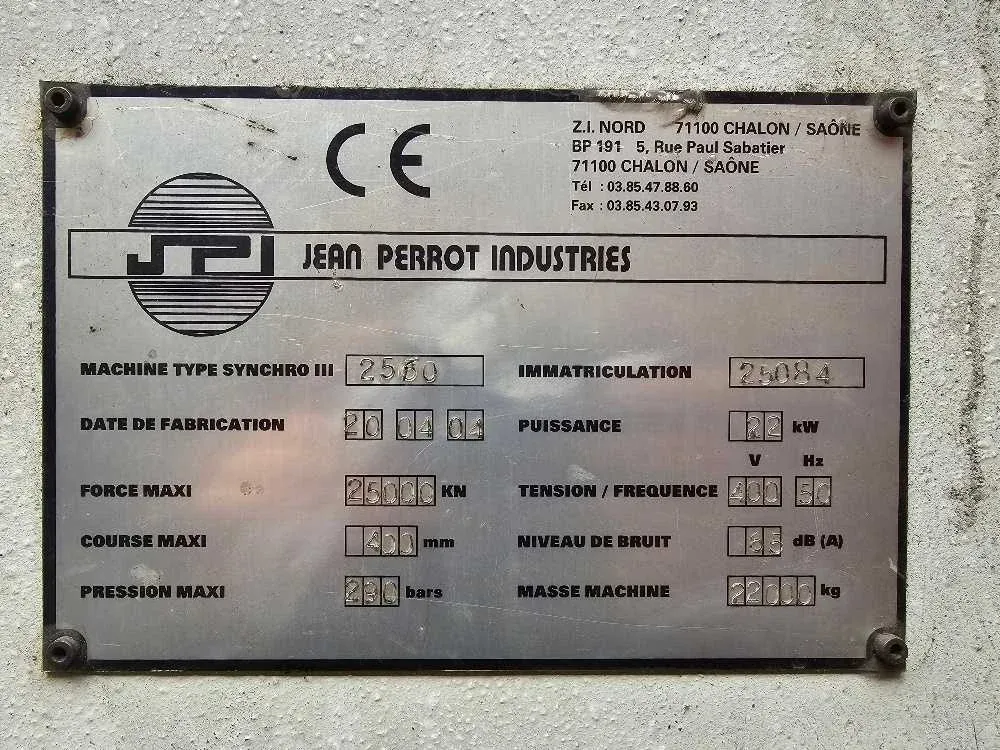 CE
Z.I. NORD 71100 CHALON / SAÔNE
BP 191 5, Rue Paul Sabatier
71100 CHALON / SAÔNE
Tél : 03.85.47.88.60
Fax : 03.85.43.07.93
JPI JEAN PERROT INDUSTRIES
MACHINE TYPE SYNCHRO III
IMMATRICULATION 25084
DATE DE FABRICATION 20 04 04
PUISSANCE 22 kW
V Hz
FORCE MAXI 25000 KN
TENSION / FREQUENCE 400 50
COURSE MAXI 400 mm
NIVEAU DE BRUIT dB (A)
PRESSION MAXI 290 bars
MASSE MACHINE 22000 kg